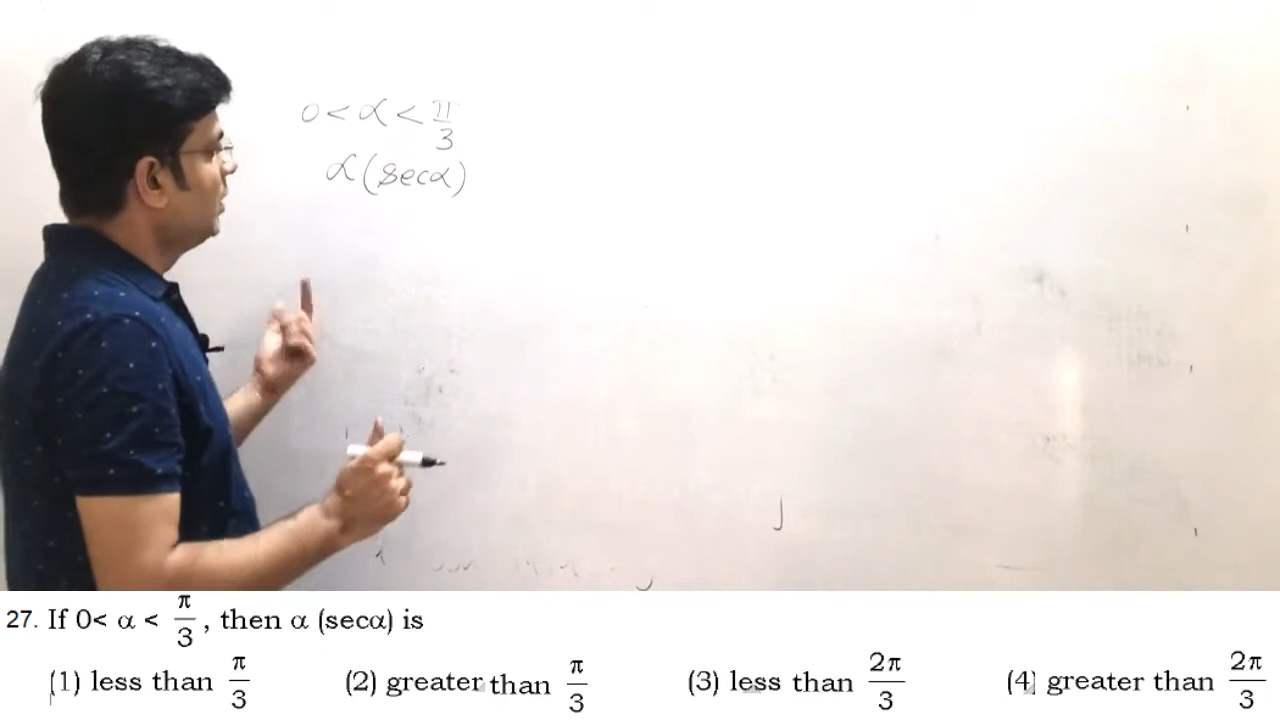 0 < α < π/3
α(secα)
27. If 0< α < π/3, then α (secα) is
(1) less than π/3 (2) greater than π/3 (3) less than 2π/3 (4) greater than 2π/3